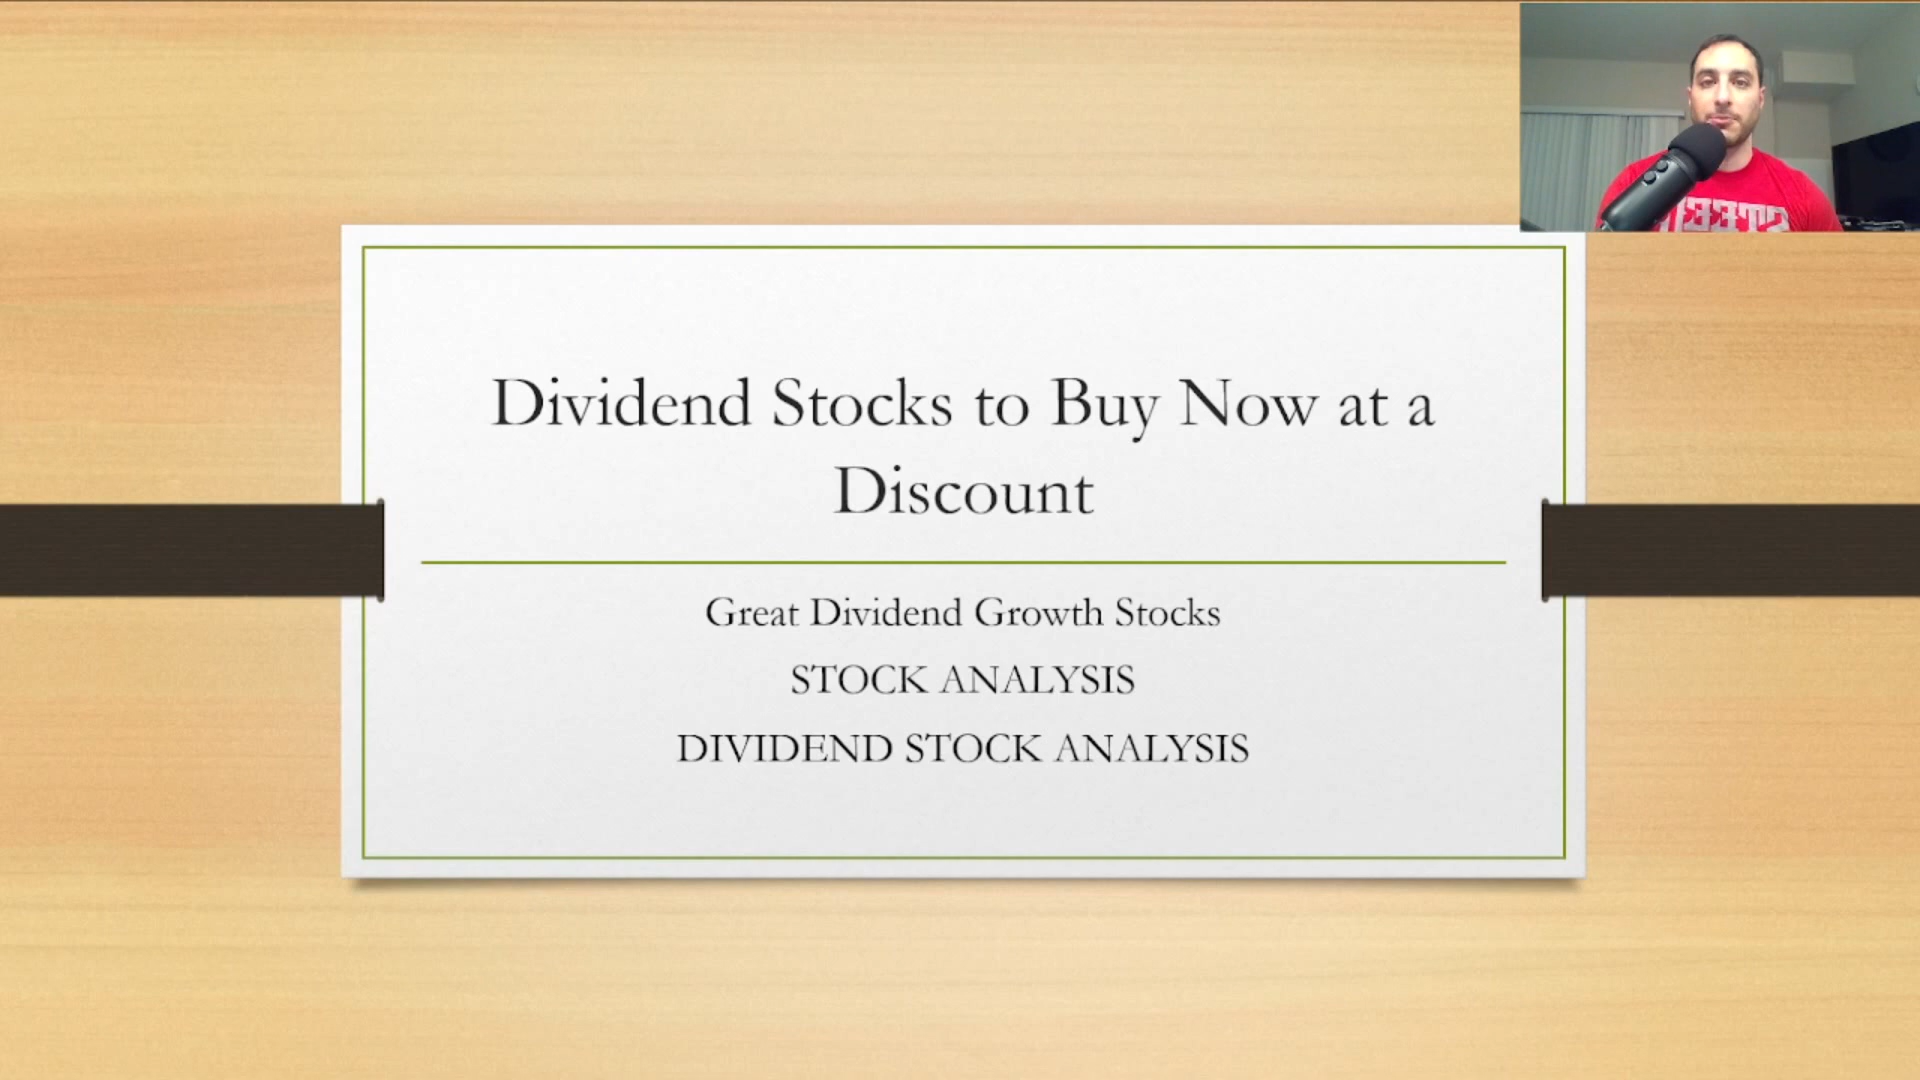 Dividend Stocks to Buy Now at a
Discount
Great Dividend Growth Stocks
STOCK ANALYSIS
DIVIDEND STOCK ANALYSIS